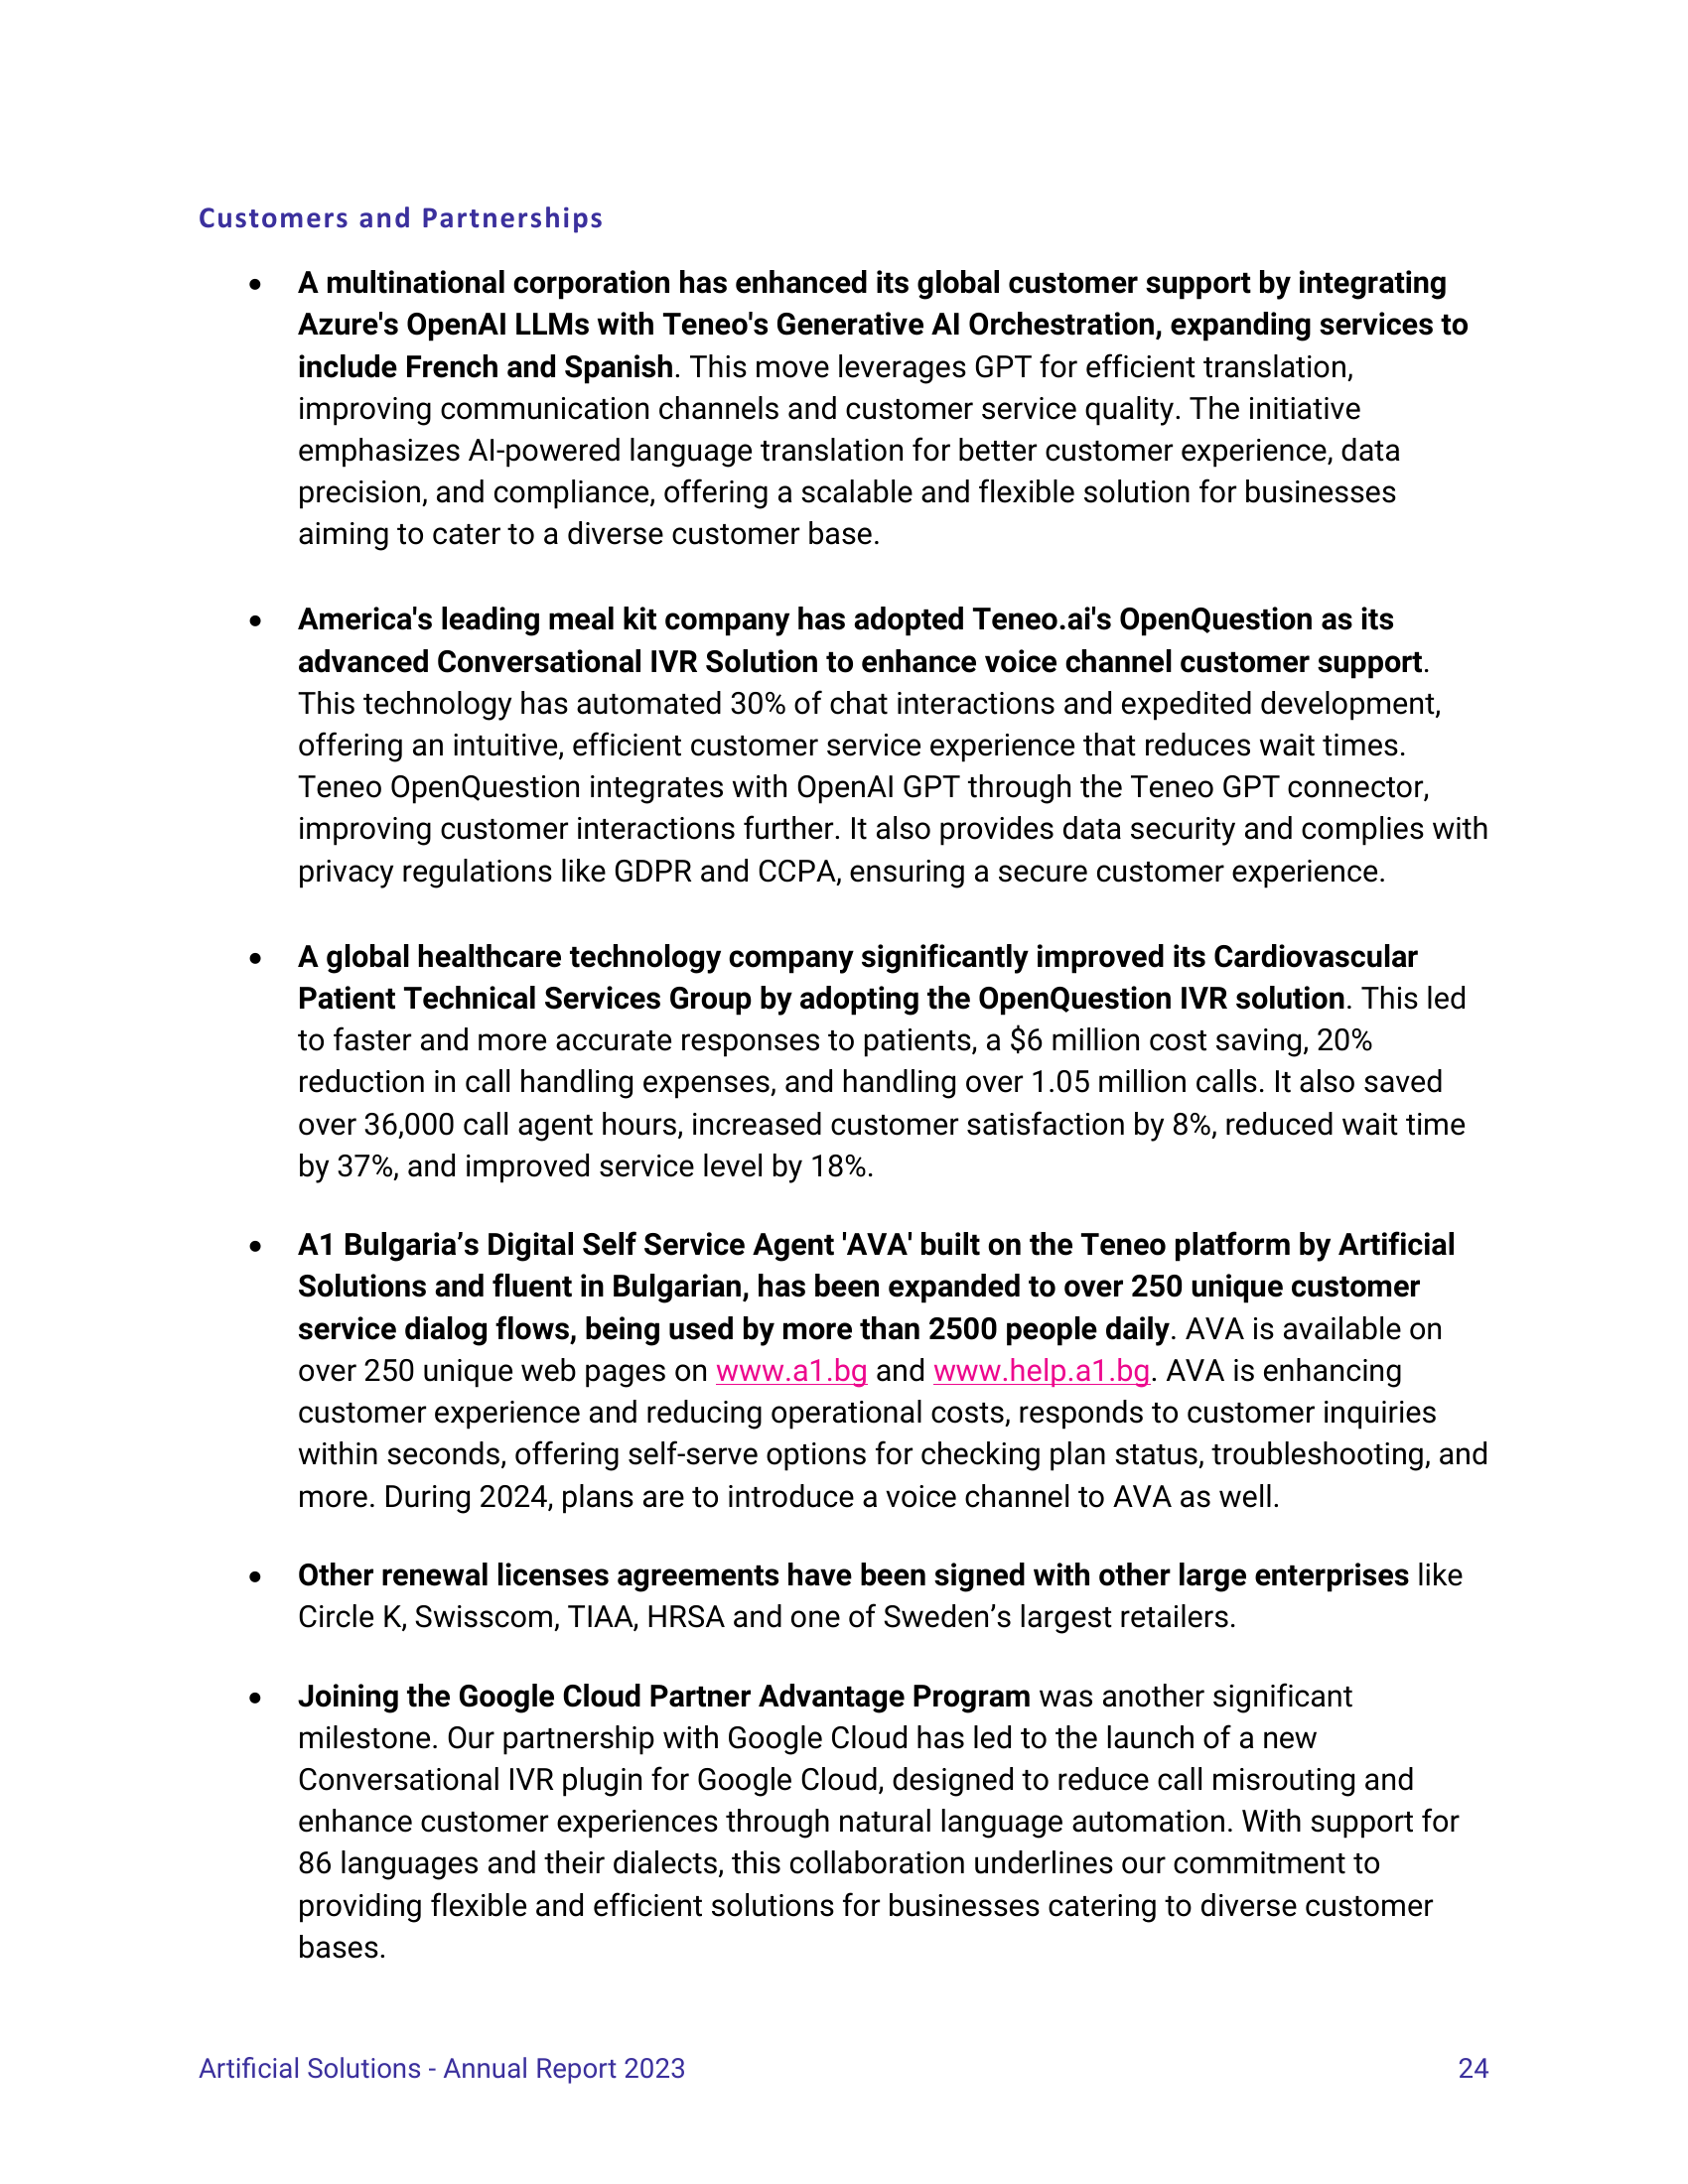 Customers and Partnerships
• A multinational corporation has enhanced its global customer support by integrating
Azure's OpenAI LLMs with Teneo's Generative AI Orchestration, expanding services to
include French and Spanish. This move leverages GPT for efficient translation,
improving communication channels and customer service quality. The initiative
emphasizes AI-powered language translation for better customer experience, data
precision, and compliance, offering a scalable and flexible solution for businesses
aiming to cater to a diverse customer base.
• America's leading meal kit company has adopted Teneo.ai's OpenQuestion as its
advanced Conversational IVR Solution to enhance voice channel customer support.
This technology has automated 30% of chat interactions and expedited development,
offering an intuitive, efficient customer service experience that reduces wait times.
Teneo OpenQuestion integrates with OpenAI GPT through the Teneo GPT connector,
improving customer interactions further. It also provides data security and complies with
privacy regulations like GDPR and CCPA, ensuring a secure customer experience.
• A global healthcare technology company significantly improved its Cardiovascular
Patient Technical Services Group by adopting the OpenQuestion IVR solution. This led
to faster and more accurate responses to patients, a $6 million cost saving, 20%
reduction in call handling expenses, and handling over 1.05 million calls. It also saved
over 36,000 call agent hours, increased customer satisfaction by 8%, reduced wait time
by 37%, and improved service level by 18%.
• A1 Bulgaria’s Digital Self Service Agent 'AVA' built on the Teneo platform by Artificial
Solutions and fluent in Bulgarian, has been expanded to over 250 unique customer
service dialog flows, being used by more than 2500 people daily. AVA is available on
over 250 unique web pages on www.a1.bg and www.help.a1.bg. AVA is enhancing
customer experience and reducing operational costs, responds to customer inquiries
within seconds, offering self-serve options for checking plan status, troubleshooting, and
more. During 2024, plans are to introduce a voice channel to AVA as well.
• Other renewal licenses agreements have been signed with other large enterprises like
Circle K, Swisscom, TIAA, HRSA and one of Sweden’s largest retailers.
• Joining the Google Cloud Partner Advantage Program was another significant
milestone. Our partnership with Google Cloud has led to the launch of a new
Conversational IVR plugin for Google Cloud, designed to reduce call misrouting and
enhance customer experiences through natural language automation. With support for
86 languages and their dialects, this collaboration underlines our commitment to
providing flexible and efficient solutions for businesses catering to diverse customer
bases.
Artificial Solutions - Annual Report 2023 24